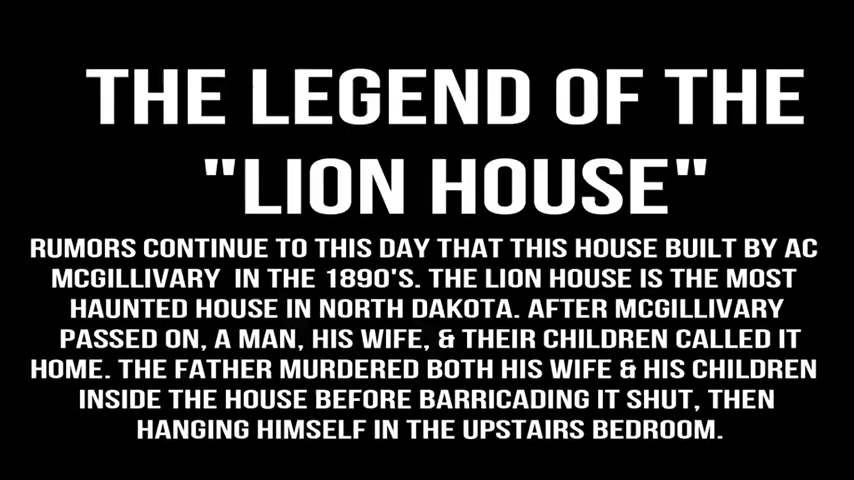 THE LEGEND OF THE
"LION HOUSE"
RUMORS CONTINUE TO THIS DAY THAT THIS HOUSE BUILT BY AC
MCGILLIVARY IN THE 1890'S. THE LION HOUSE IS THE MOST
HAUNTED HOUSE IN NORTH DAKOTA. AFTER MCGILLIVARY
PASSED ON, A MAN, HIS WIFE, & THEIR CHILDREN CALLED IT
HOME. THE FATHER MURDERED BOTH HIS WIFE & HIS CHILDREN
INSIDE THE HOUSE BEFORE BARRICADING IT SHUT, THEN
HANGING HIMSELF IN THE UPSTAIRS BEDROOM.